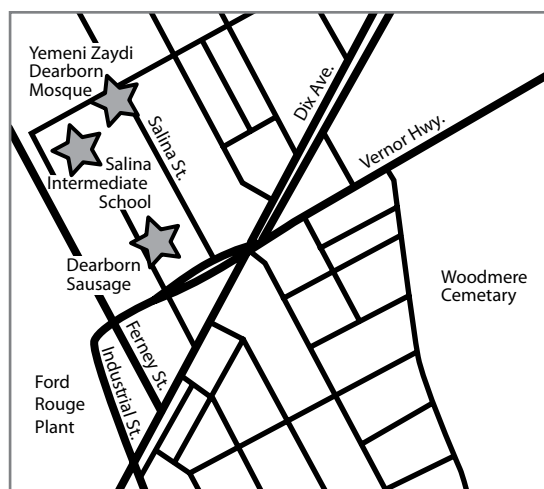 Yemeni Zaydi
Dearborn
Mosque
Dix Ave.
Vernor Hwy.
Salina St.
Salina
Intermediate
School
Dearborn
Sausage
Woodmere
Cemetary
Ferney St.
Industrial St.
Ford
Rouge
Plant